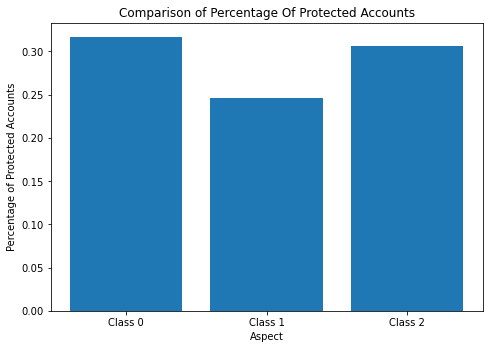 Comparison of Percentage Of Protected Accounts
Percentage of Protected Accounts
0.30
0.25
0.20
0.15
0.10
0.05
0.00
Class 0
Class 1
Class 2
Aspect